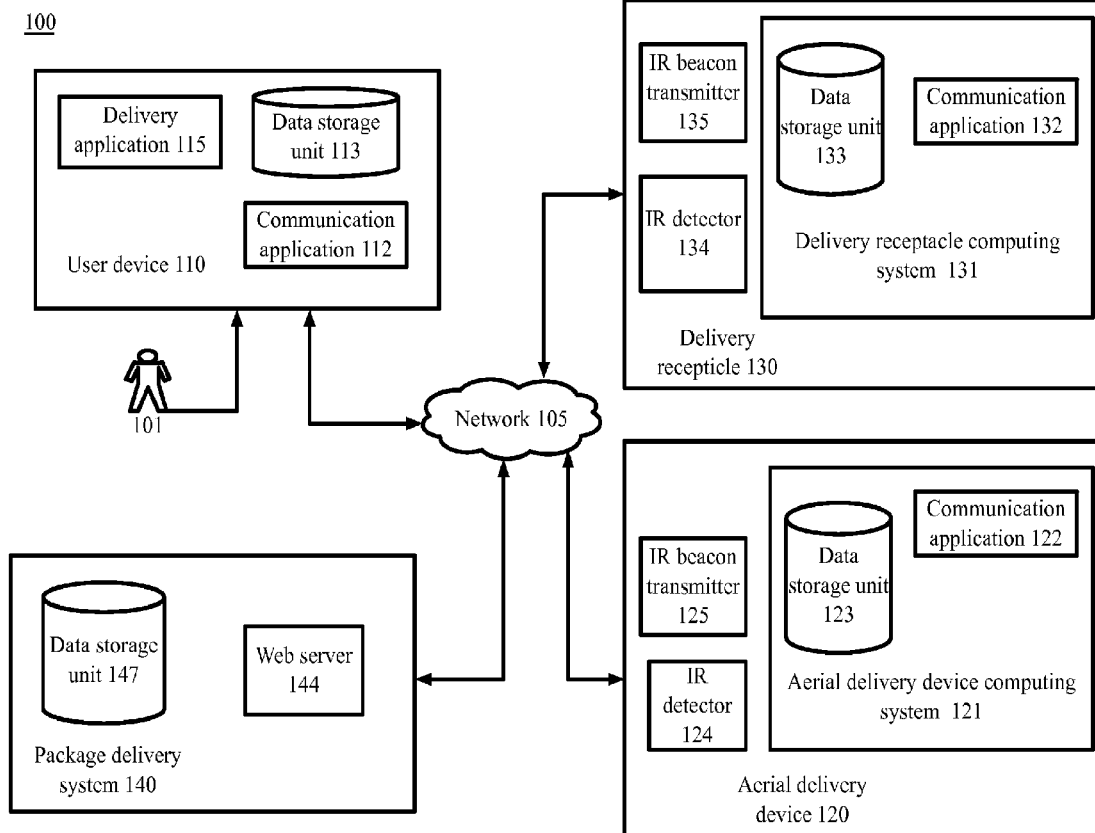 100
Delivery
application 115
Data storage
unit 113
Communication
application 112
User device 110
101
Network 105
IR beacon
transmitter
135
IR detector
134
Data
storage unit
133
Communication
application 132
Delivery receptacle computing
system 131
Delivery
recepticle 130
Data storage
unit 147
Web server
144
Package delivery
system 140
IR beacon
transmitter
125
IR
detector
124
Data
storage unit
123
Communication
application 122
Aerial delivery device computing
system 121
Aerial delivery
device 120